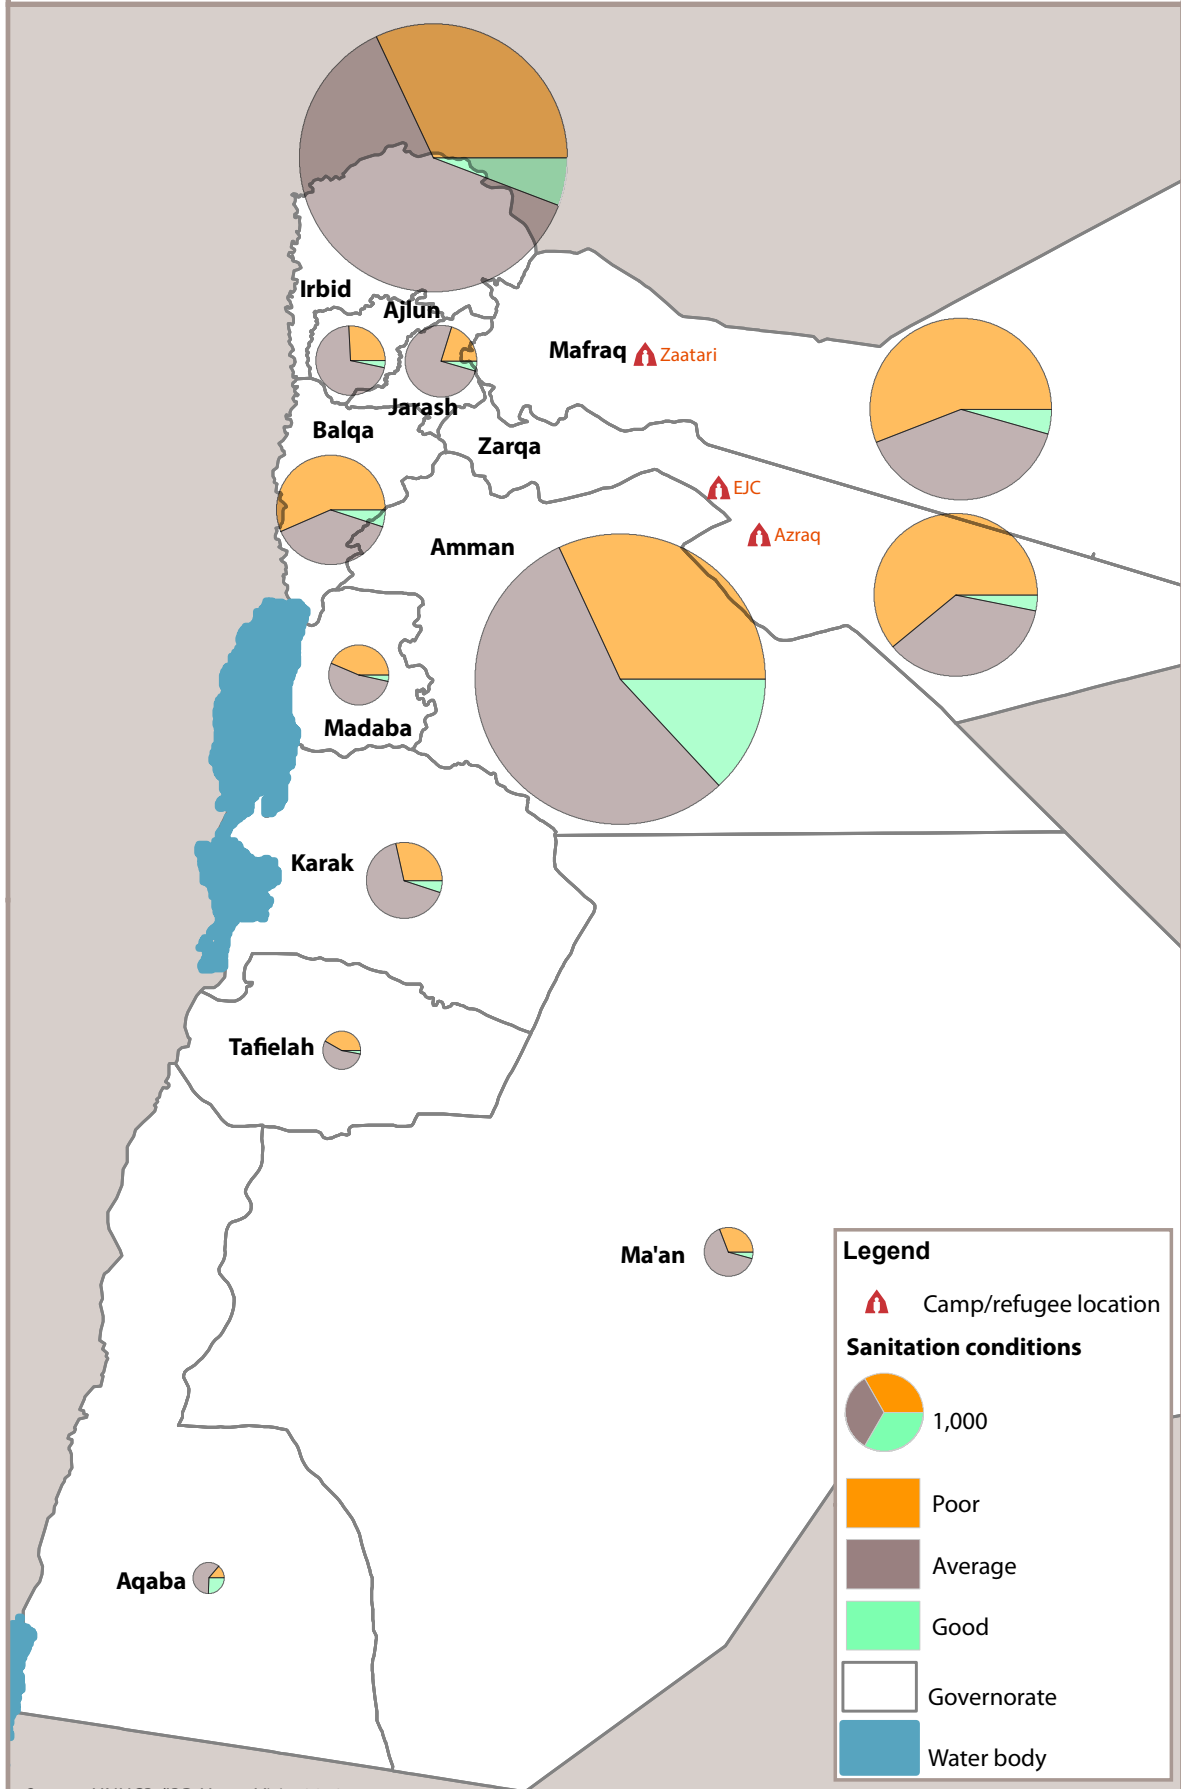 Irbid
Ajlun
Mafraq
Zaatari
Jarash
Balqa
Zarqa
EJC
Azraq
Amman
Madaba
Karak
Tafielah
Ma'an
Aqaba
Legend
Camp/refugee location
Sanitation conditions
1,000
Poor
Average
Good
Governorate
Water body